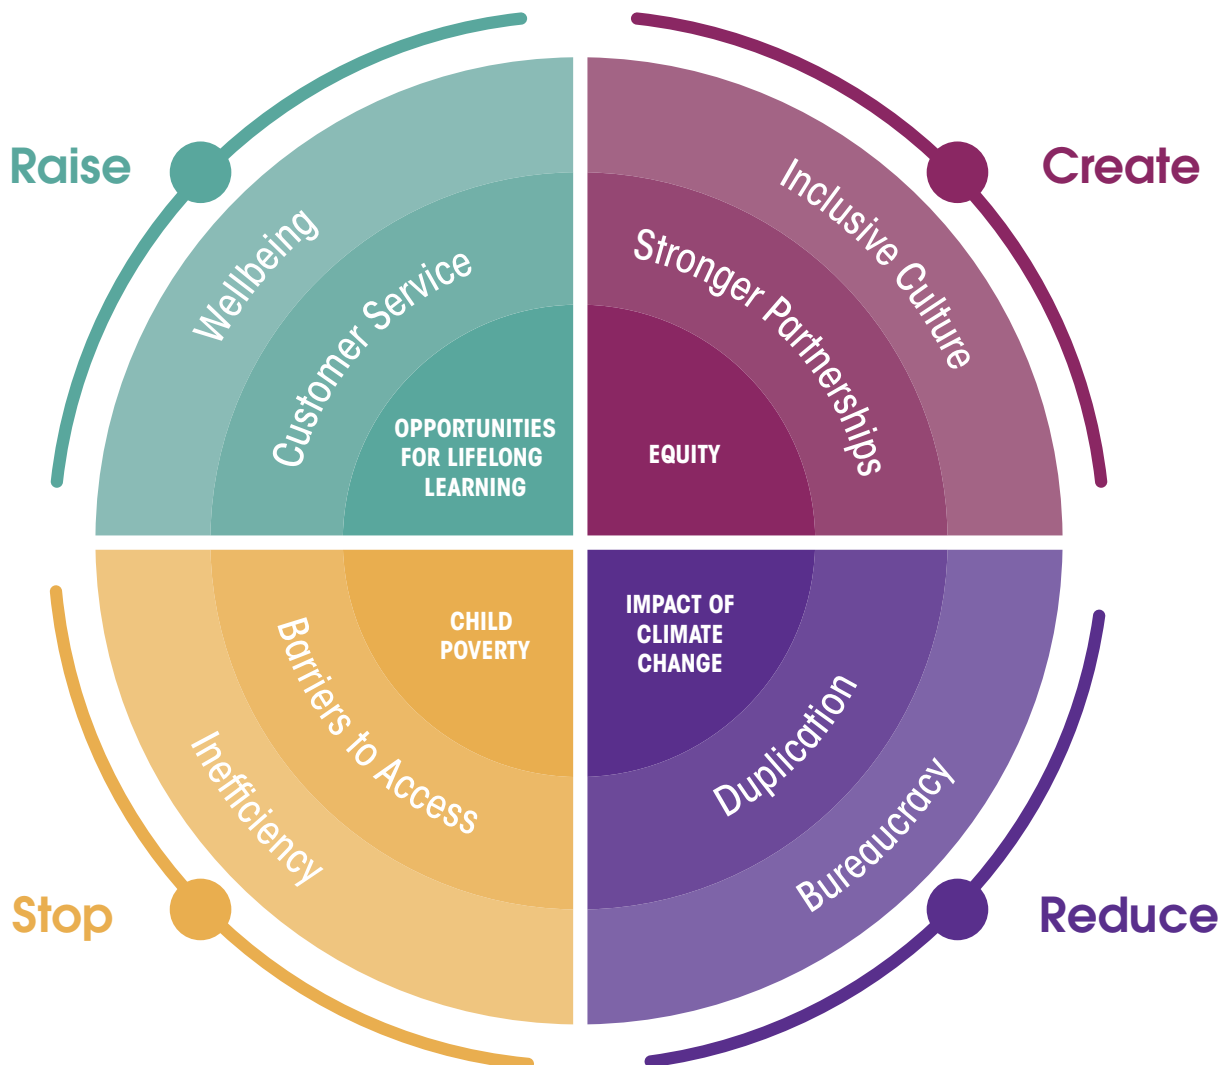 Raise
Wellbeing
Customer Service
OPPORTUNITIES
FOR LIFELONG
LEARNING
Create
Inclusive Culture
Stronger Partnerships
EQUITY
Stop
CHILD
POVERTY
Barriers to Access
Inefficiency
Reduce
IMPACT OF
CLIMATE
CHANGE
Duplication
Bureaucracy